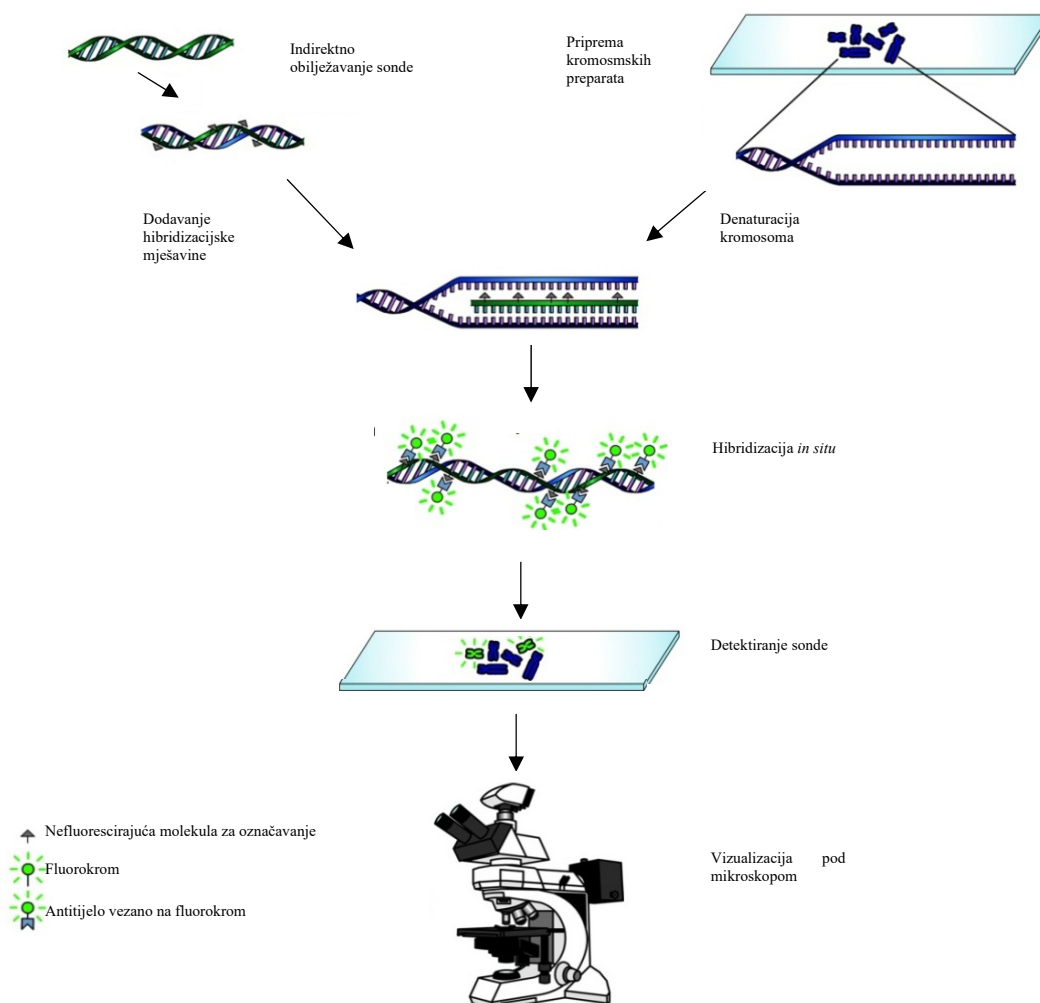 Indirektno
obilježavanje sonde
Priprema
kromosmskih
preparata
Dodavanje
hibridizacijske
mješavine
Denaturacija
kromosoma
Hibridizacija in situ
Detektiranje sonde
Nefluorescirajuća molekula za označavanje
Fluorokrom
Antitijelo vezano na fluorokrom
Vizualizacija pod
mikroskopom